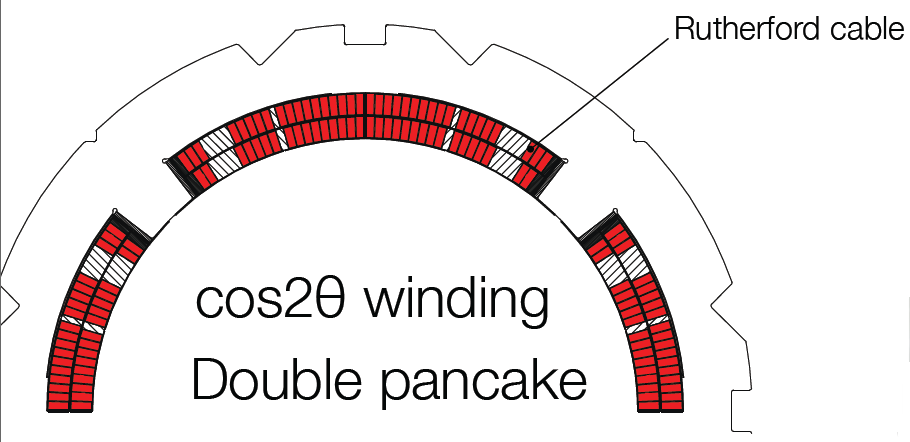 Rutherford cable
cos2θ winding
Double pancake